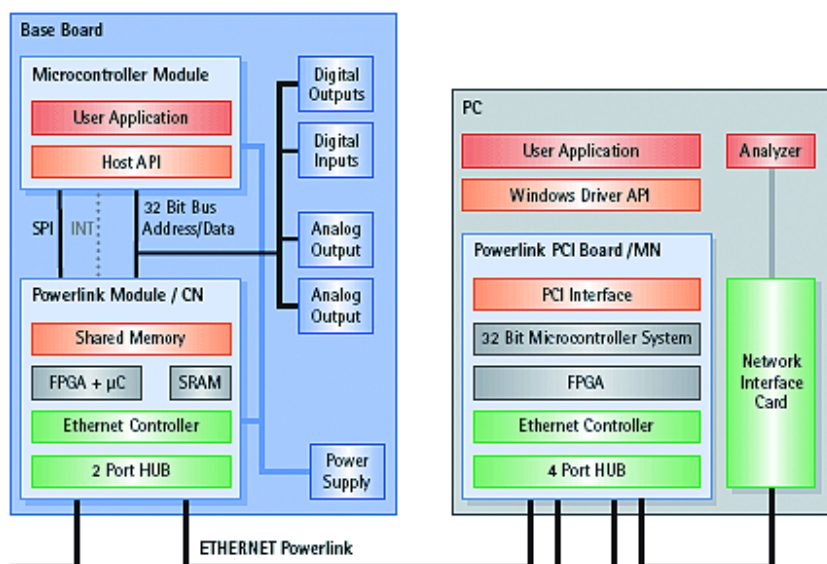 Base Board
Microcontroller Module
User Application
Host API
SPI
INT
32 Bit Bus
Address/Data
Digital
Outputs
Digital
Inputs
Analog
Output
Analog
Output
Powerlink Module / CN
Shared Memory
FPGA + µC
SRAM
Ethernet Controller
2 Port HUB
Power
Supply
ETHERNET Powerlink
PC
User Application
Analyzer
Windows Driver API
Powerlink PCI Board /MN
PCI Interface
32 Bit Microcontroller System
FPGA
Ethernet Controller
4 Port HUB
Network
Interface
Card